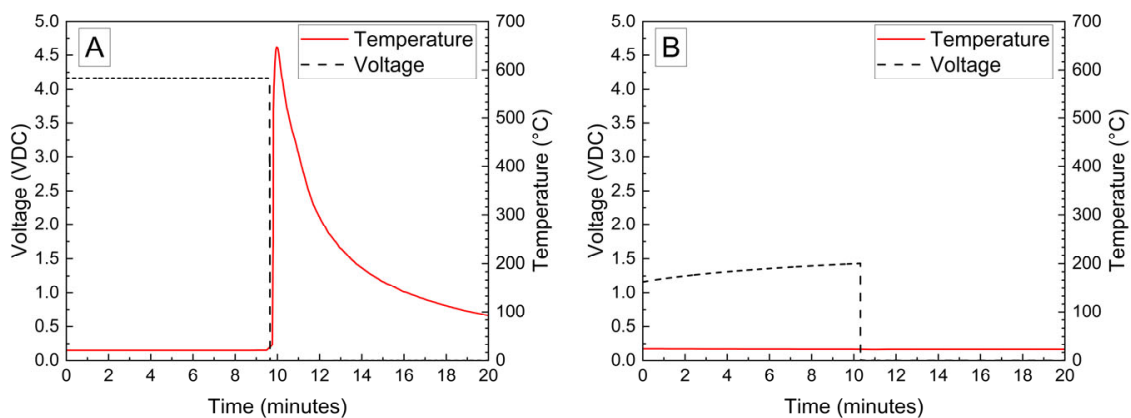 A
Temperature
Voltage
Voltage (VDC)
5.0
4.5
4.0
3.5
3.0
2.5
2.0
1.5
1.0
0.5
0.0
700
600
500
400
300
200
100
0
Temperature (°C)
0 2 4 6 8 10 12 14 16 18 20
Time (minutes)
B
Temperature
Voltage
Voltage (VDC)
5.0
4.5
4.0
3.5
3.0
2.5
2.0
1.5
1.0
0.5
0.0
700
600
500
400
300
200
100
0
Temperature (°C)
0 2 4 6 8 10 12 14 16 18 20
Time (minutes)